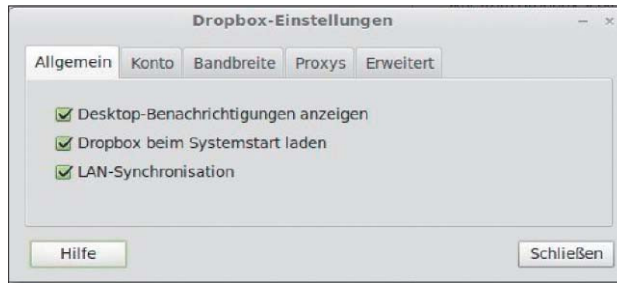 Dropbox-Einstellungen
Allgemein Konto Bandbreite Proxys Erweitert
Desktop-Benachrichtigungen anzeigen
Dropbox beim Systemstart laden
LAN-Synchronisation
Hilfe Schließen